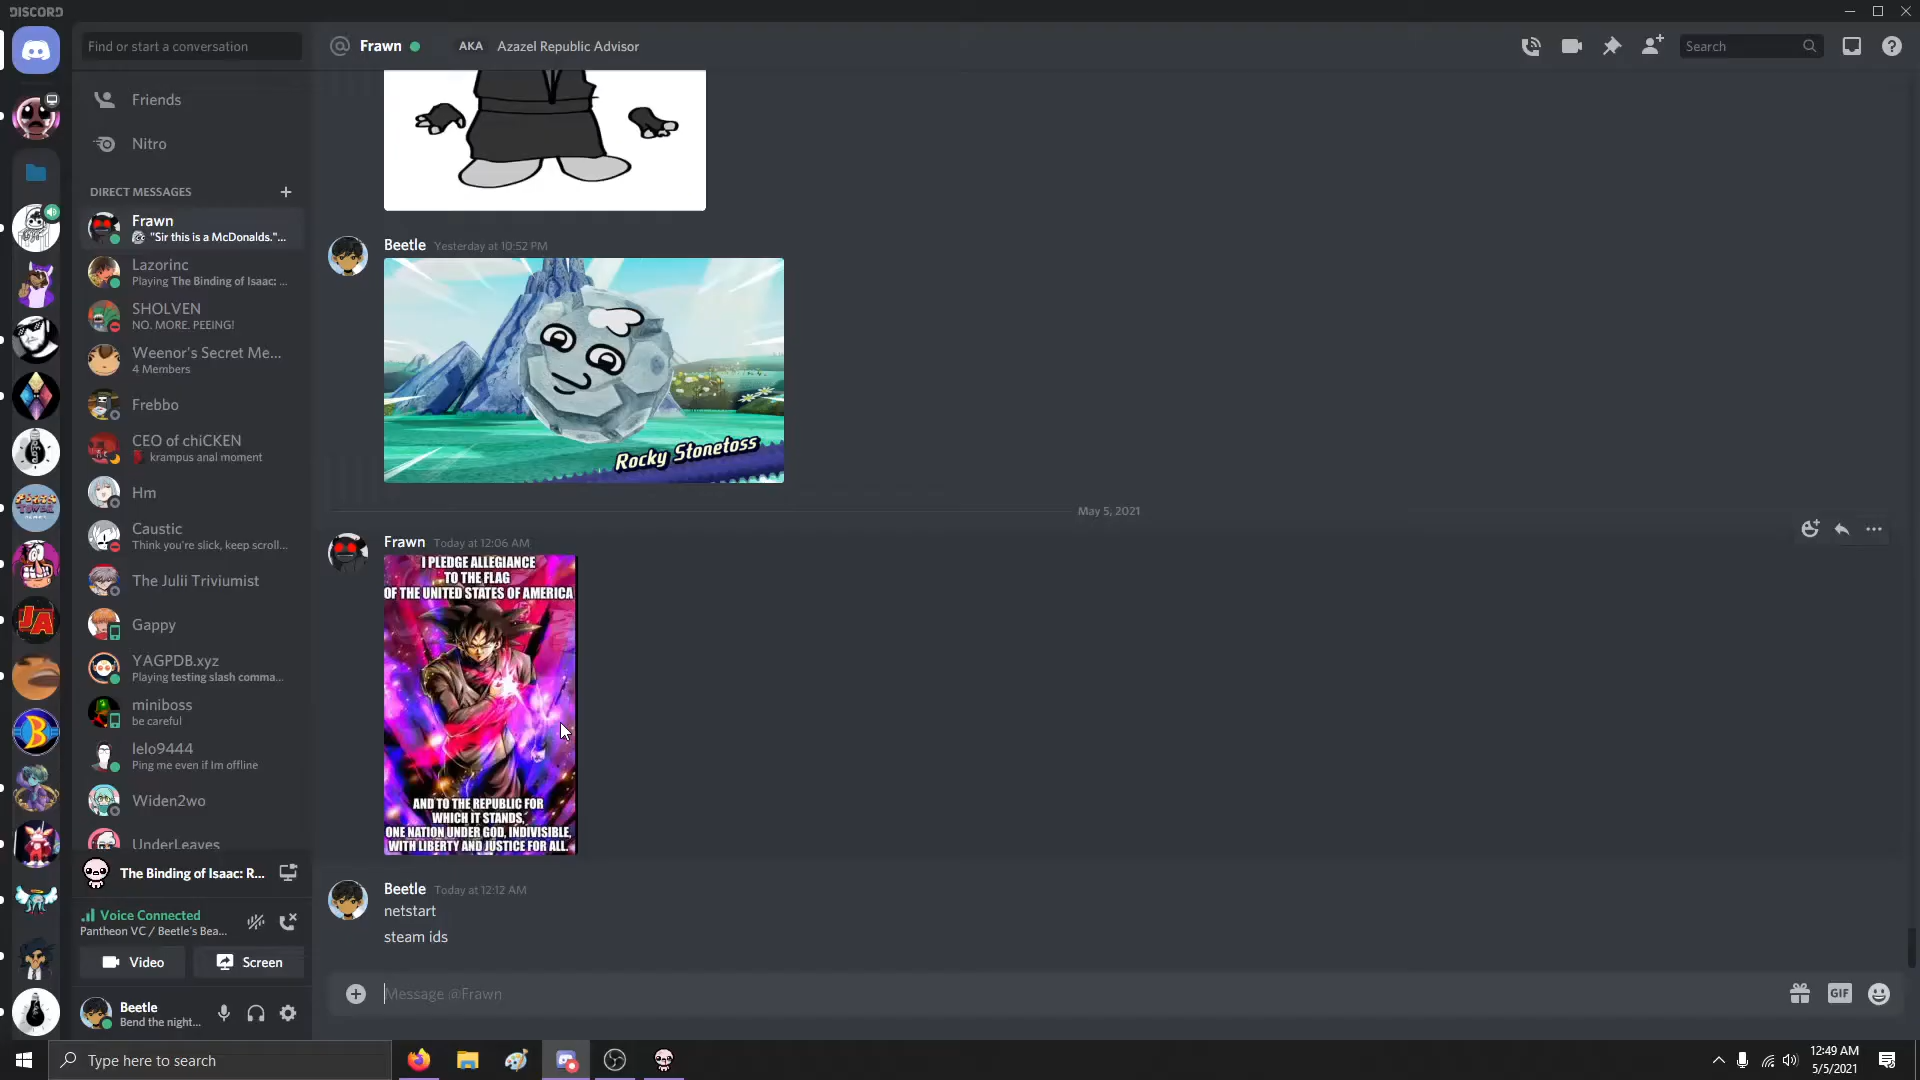 DISCORD
Find or start a conversation
Friends
Nitro
DIRECT MESSAGES
Frawn
"Sir this is a McDonalds."...
Lazorinc
Playing The Binding of Isaac: ...
SHOLVEN
NO. MORE. PEEING!
Weenor's Secret Me...
4 Members
Frebbo
CEO of chiCKEN
krampus anal moment
Hm
Caustic
Think you're slick, keep scroll...
The Julii Triviumist
Gappy
YAGPDB.xyz
Playing testing slash comma...
miniboss
be careful
lelo9444
Ping me even if Im offline
Widen2wo
UnderLeaves
The Binding of Isaac: R...
Voice Connected
Pantheon VC / Beetle's Bea...
Video
Screen
Beetle
Bend the night...
Frawn
AKA Azazel Republic Advisor
Search
Beetle Yesterday at 10:52 PM
Rocky Stonetoss
May 5, 2021
Frawn Today at 12:06 AM
I PLEDGE ALLEGIANCE
TO THE FLAG
OF THE UNITED STATES OF AMERICA
AND TO THE REPUBLIC FOR
WHICH IT STANDS,
ONE NATION UNDER GOD, INDIVISIBLE,
WITH LIBERTY AND JUSTICE FOR ALL.
Beetle Today at 12:12 AM
netstart
steam ids
Message @Frawn
GIF
Type here to search
12:49 AM
5/5/2021